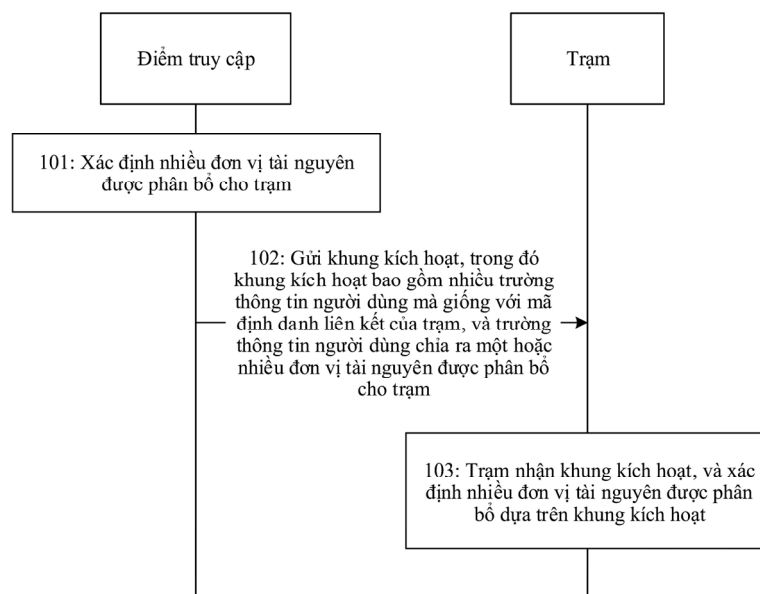 Điểm truy cập
Trạm
101: Xác định nhiều đơn vị tài nguyên
được phân bổ cho trạm
102: Gửi khung kích hoạt, trong đó
khung kích hoạt bao gồm nhiều trường
thông tin người dùng mà giống với mã
định danh liên kết của trạm, và trường
thông tin người dùng chỉa ra một hoặc
nhiều đơn vị tài nguyên được phân bổ
cho trạm
103: Trạm nhận khung kích hoạt, và xác
định nhiều đơn vị tài nguyên được phân
bổ dựa trên khung kích hoạt